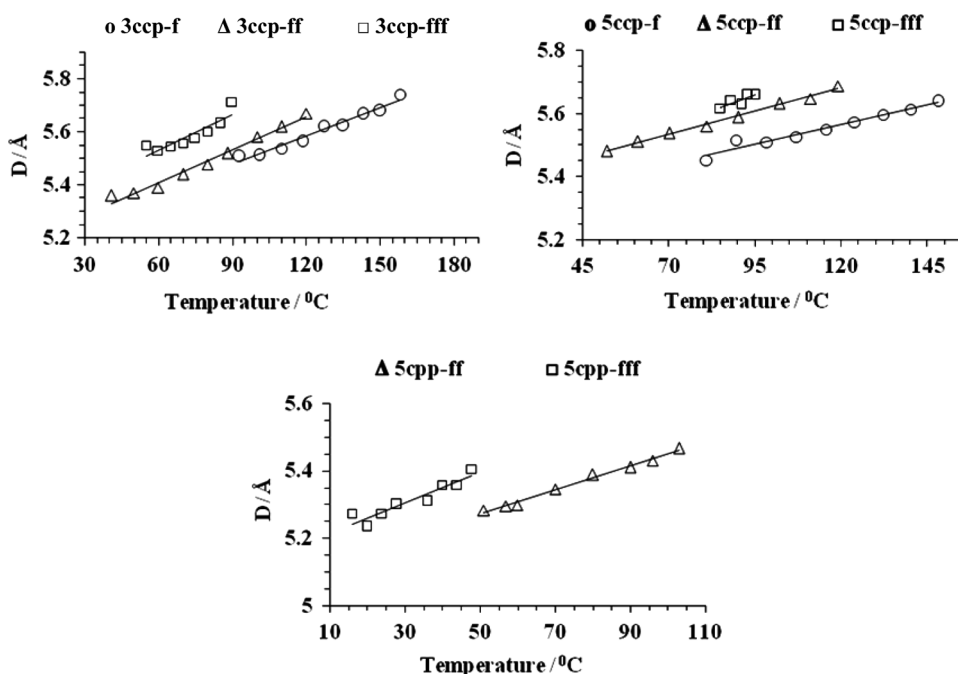 o 3ccp-f Δ 3ccp-ff □ 3ccp-fff
5.8
5.6
5.4
5.2
D / Å
30 60 90 120 150 180
Temperature / ⁰C
o 5ccp-f Δ 5ccp-ff □ 5ccp-fff
5.8
5.6
5.4
5.2
D / Å
45 70 95 120 145
Temperature / ⁰C
Δ 5cpp-ff □ 5cpp-fff
5.6
5.4
5.2
5
D / Å
10 30 50 70 90 110
Temperature / ⁰C